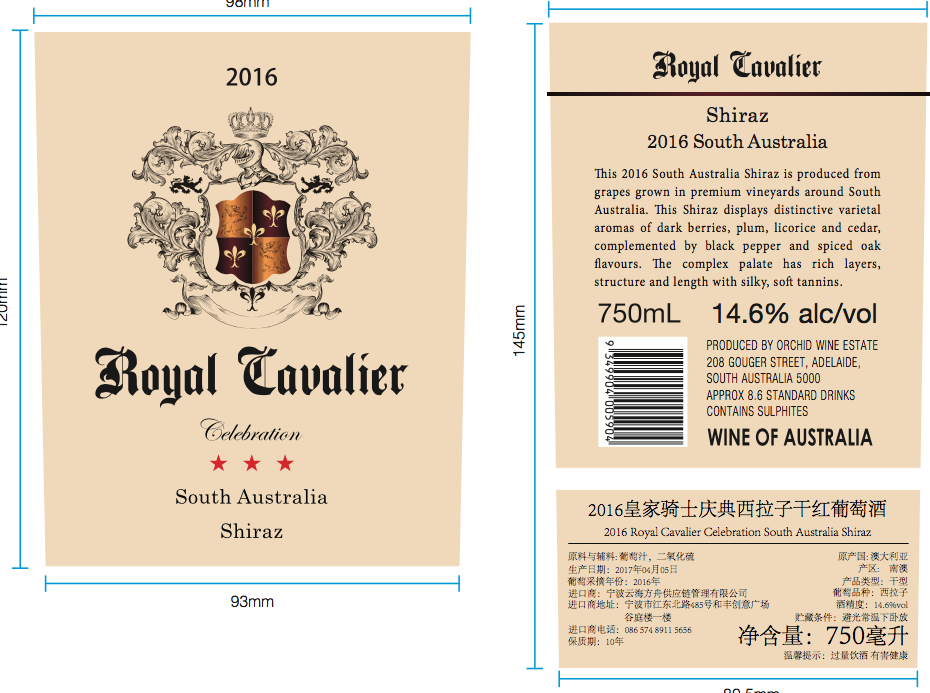 98mm
2016
Royal Cavalier
Celebration
South Australia
Shiraz
120mm
93mm
Royal Cavalier
Shiraz
2016 South Australia
This 2016 South Australia Shiraz is produced from
grapes grown in premium vineyards around South
Australia. This Shiraz displays distinctive varietal
aromas of dark berries, plum, licorice and cedar,
complemented by black pepper and spiced oak
flavours. The complex palate has rich layers,
structure and length with silky, soft tannins.
750mL 14.6% alc/vol
9 349904 005904
PRODUCED BY ORCHID WINE ESTATE
208 GOUGER STREET, ADELAIDE,
SOUTH AUSTRALIA 5000
APPROX 8.6 STANDARD DRINKS
CONTAINS SULPHITES
WINE OF AUSTRALIA
145mm
2016皇家骑士庆典西拉子干红葡萄酒
2016 Royal Cavalier Celebration South Australia Shiraz
原料与辅料: 葡萄汁，二氧化硫
生产日期：2017年04月05日
葡萄采摘年份：2016年
进口商：宁波云海方舟供应链管理有限公司
进口商地址：宁波市江东北路485号和丰创意广场
谷庭楼一楼
进口商电话：086 574 8911 5656
保质期：10年
原产国: 澳大利亚
产区： 南澳
产品类型：干型
葡萄品种：西拉子
酒精度：14.6%vol
贮藏条件：避光常温下卧放
净含量：750毫升
温馨提示：过量饮酒 有害健康